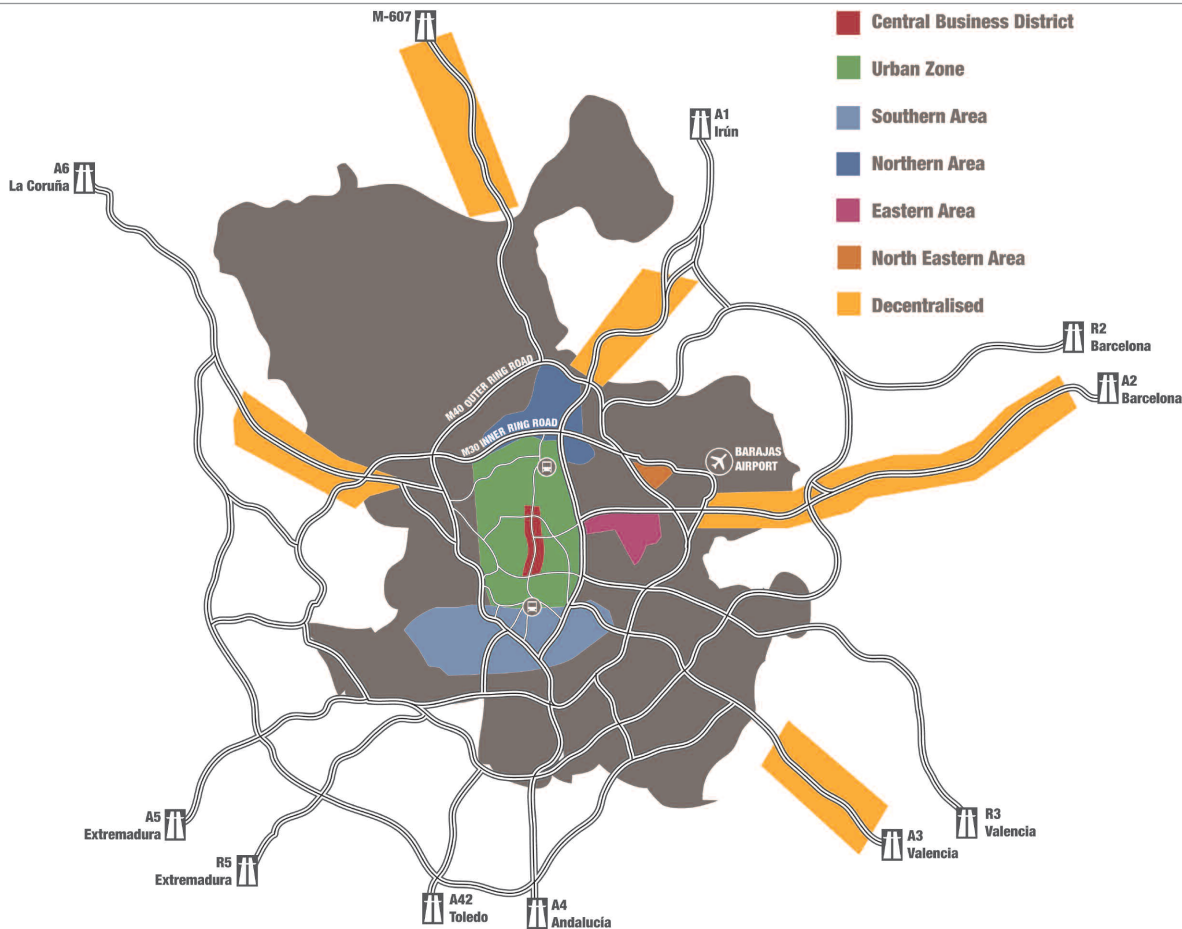 M-607
Central Business District
Urban Zone
Southern Area
Northern Area
Eastern Area
North Eastern Area
Decentralised
A1
Irún
A6
La Coruña
R2
Barcelona
A2
Barcelona
M40 OUTER RING ROAD
M30 INNER RING ROAD
BARAJAS
AIRPORT
A5
Extremadura
R5
Extremadura
A42
Toledo
A4
Andalucía
A3
Valencia
R3
Valencia